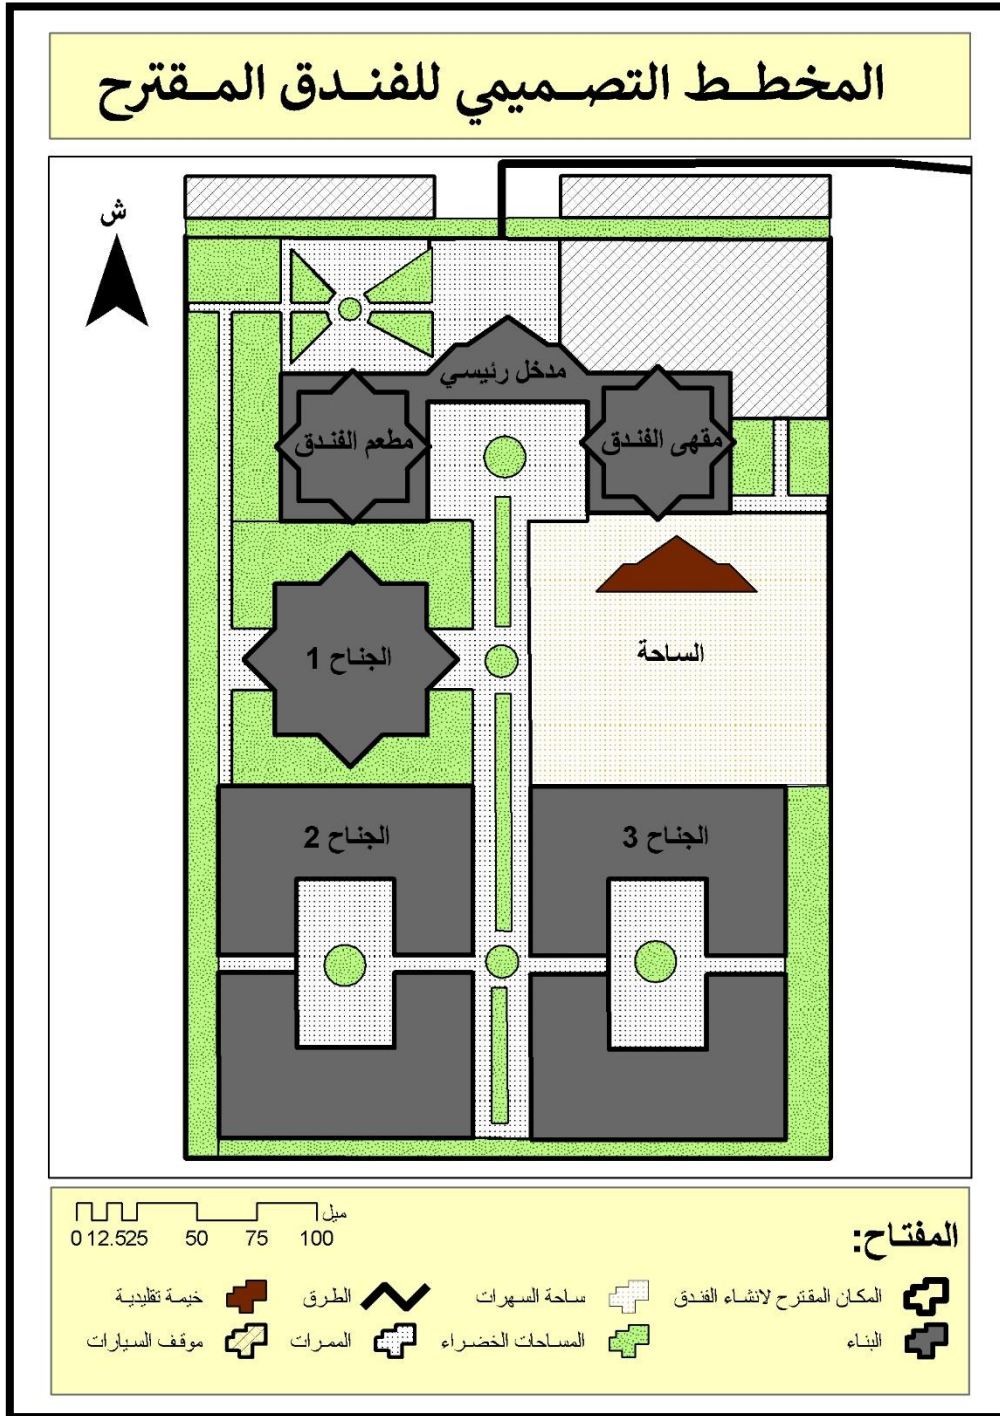 المخطط التصميمي للفندق المقترح
ش
مدخل رئيسي
مطعم الفندق
مقهى الفندق
الجناح 1
الساحة
الجناح 2
الجناح 3
المفتاح:
ميل
0 12.525 50 75 100
المكان المقترح لانشاء الفندق
ساحة السهرات
الطرق
خيمة تقليدية
البناء
المساحات الخضراء
الممرات
موقف السيارات